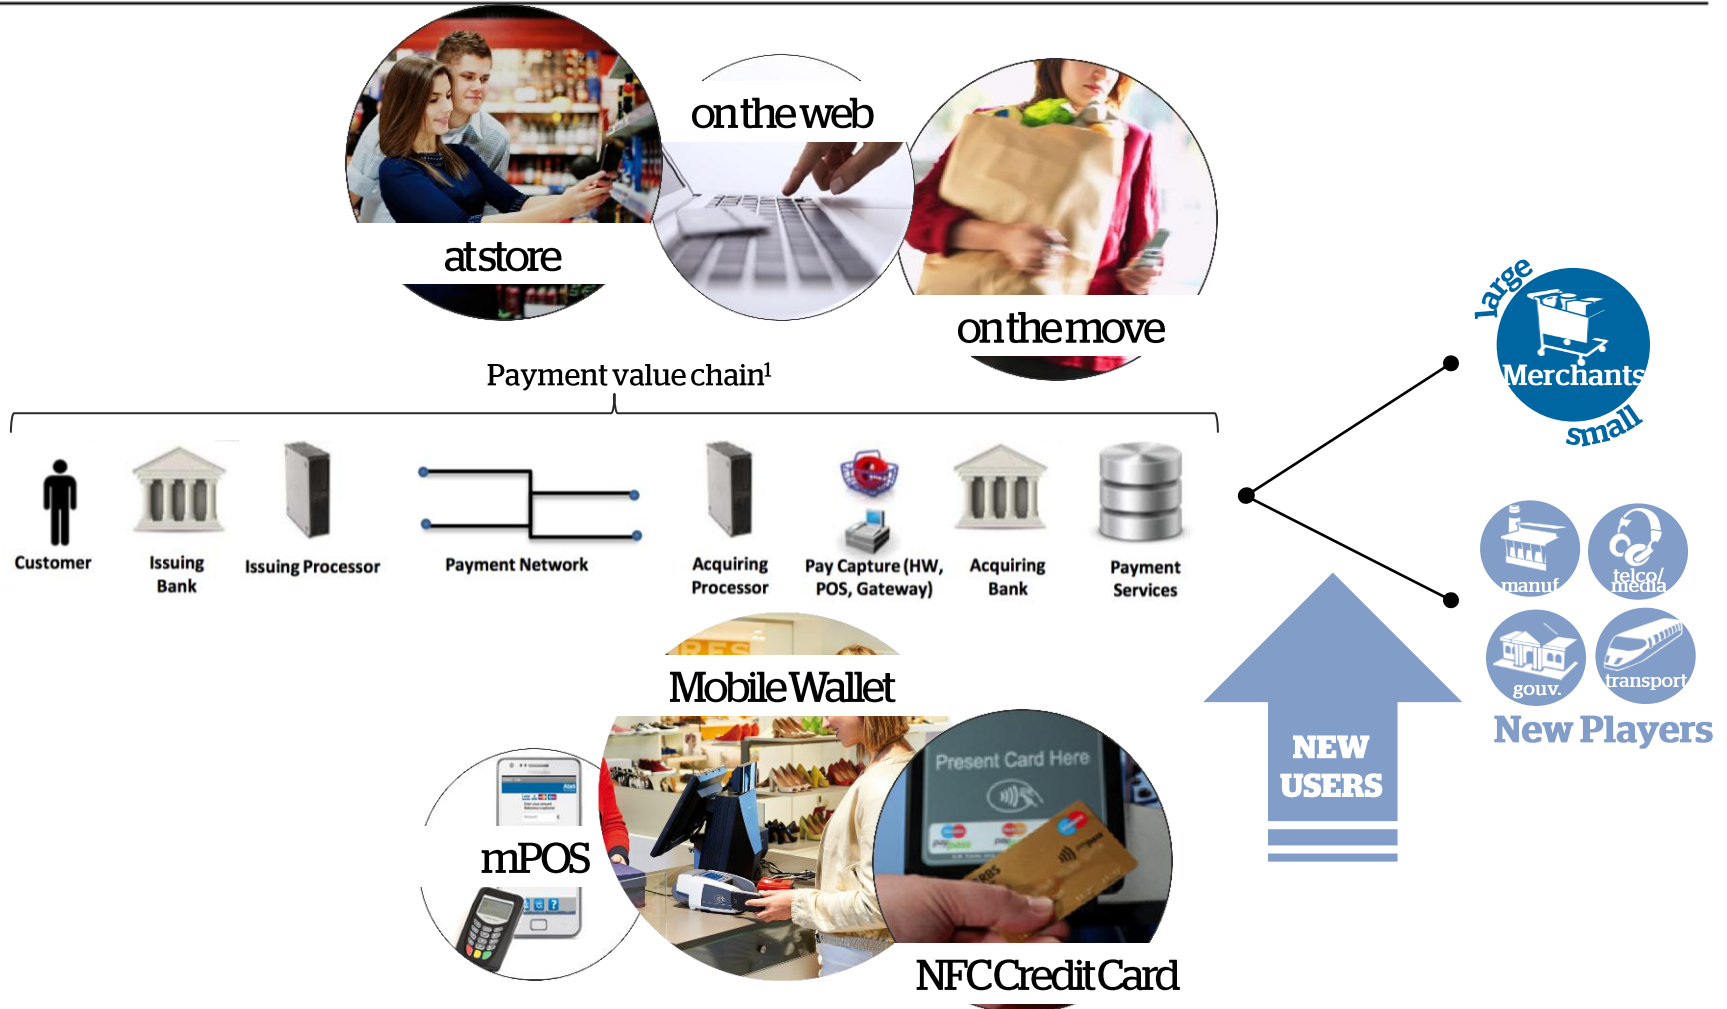 on the web
at store
on the move
large
Merchants
small
Payment value chain¹
Customer
Issuing
Bank
Issuing Processor
Payment Network
Acquiring
Processor
Pay Capture (HW,
POS, Gateway)
Acquiring
Bank
Payment
Services
manuf.
telco/
media
gouv.
transport
New Players
NEW
USERS
Mobile Wallet
mPOS
Present Card Here
NFC Credit Card